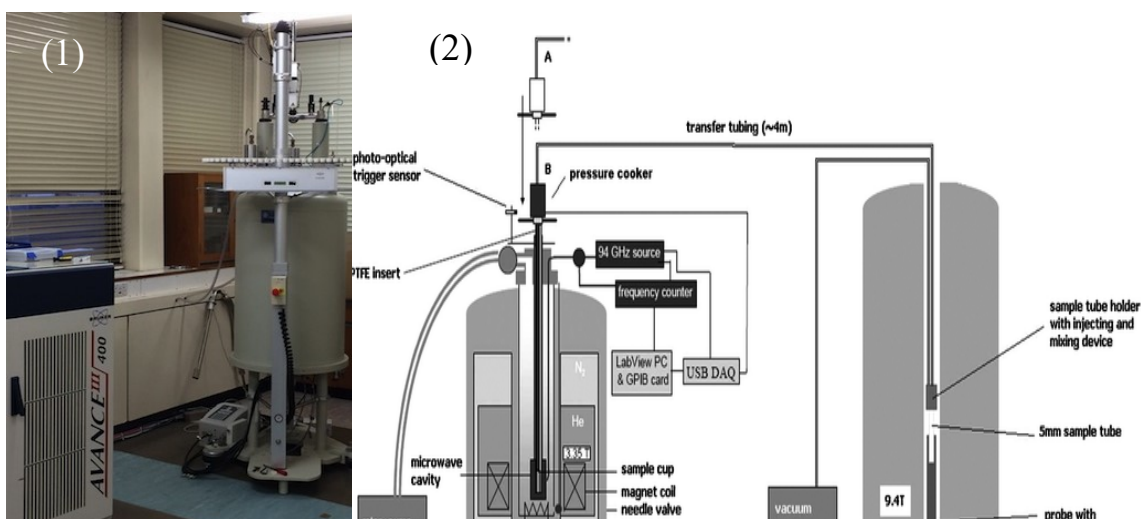 (1)
BRUKER
AVANCE III 400
(2)
A
transfer tubing (~4m)
photo-optical
trigger sensor
B
pressure cooker
PTFE insert
94 GHz source
frequency counter
LabView PC
& GPIB card
USB DAQ
N2
He
3.35 T
microwave
cavity
sample cup
magnet coil
needle valve
sample tube holder
with injecting and
mixing device
5mm sample tube
9.4T
vacuum
probe with